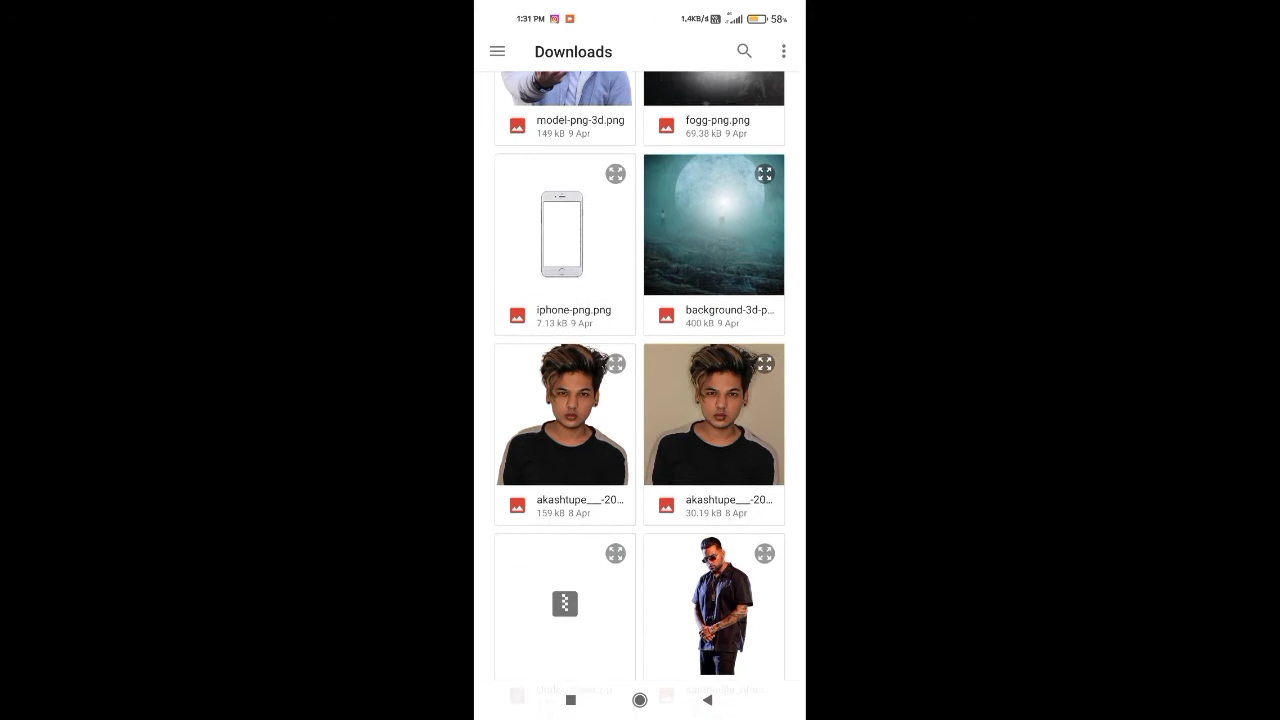 1:31 PM
1.4KB/s
58%
Downloads
model-png-3d.png
149 kB 9 Apr
fogg-png.png
69.38 kB 9 Apr
iphone-png.png
7.13 kB 9 Apr
background-3d-p...
400 kB 9 Apr
akashtupe___-20...
159 kB 8 Apr
akashtupe___-20...
30.19 kB 8 Apr